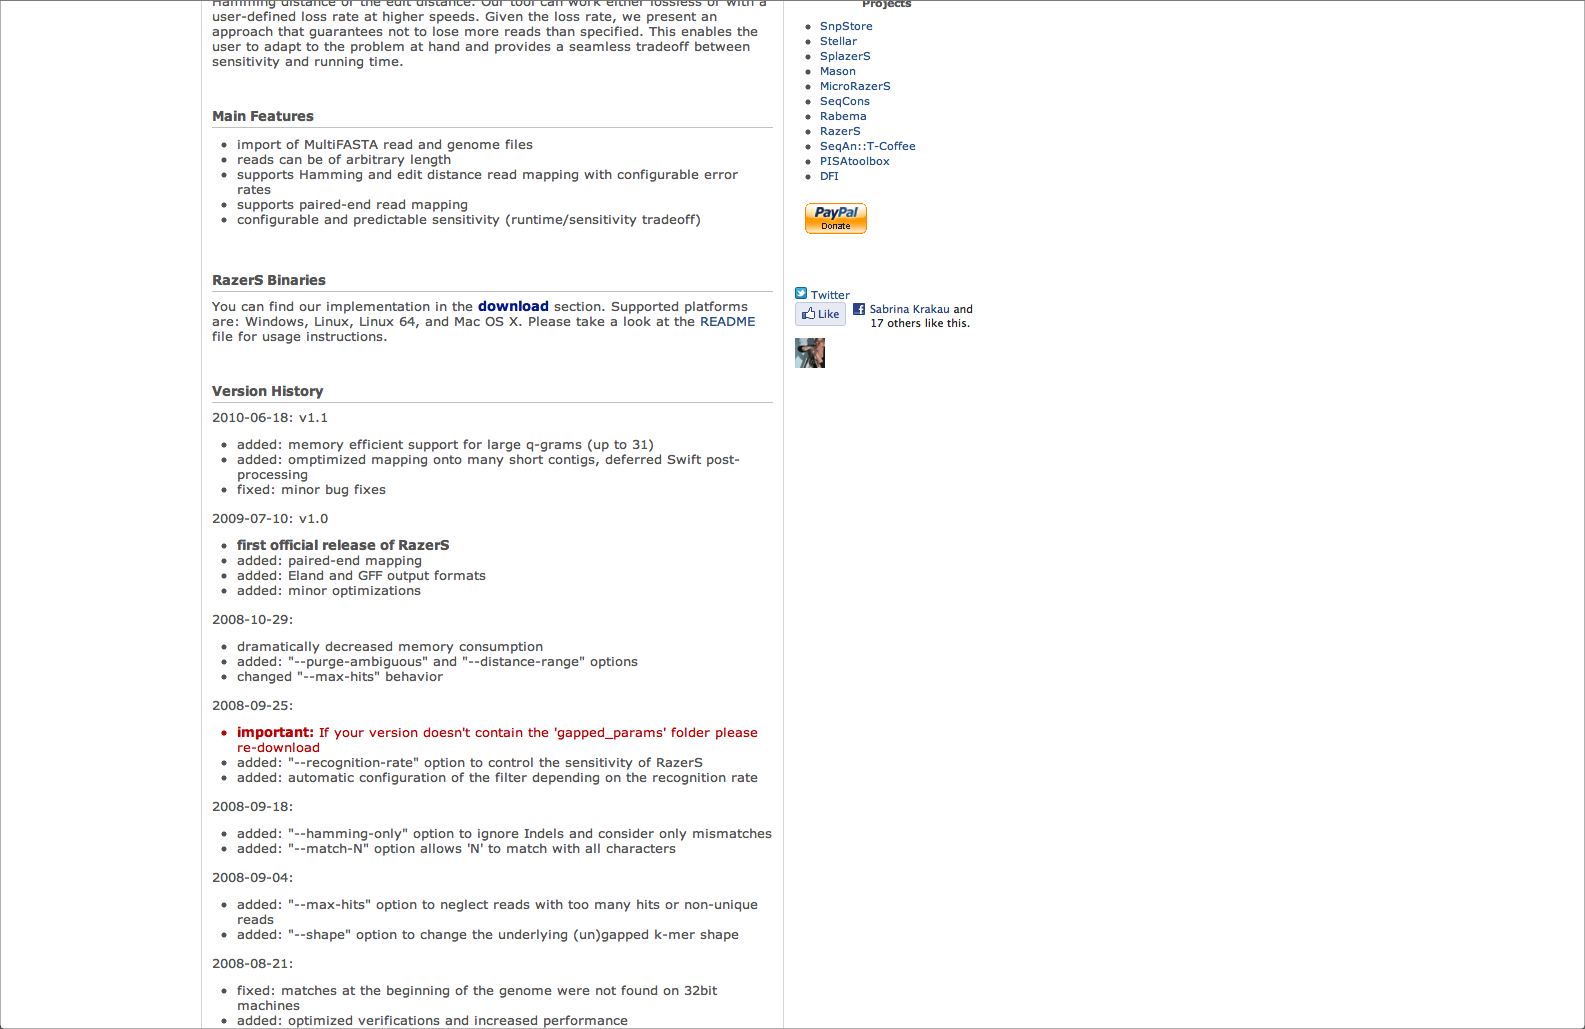 Hamming distance or the edit distance. Our tool can work either lossless or with a
user-defined loss rate at higher speeds. Given the loss rate, we present an
approach that guarantees not to lose more reads than specified. This enables the
user to adapt to the problem at hand and provides a seamless tradeoff between
sensitivity and running time.
Main Features
import of MultiFASTA read and genome files
reads can be of arbitrary length
supports Hamming and edit distance read mapping with configurable error
rates
supports paired-end read mapping
configurable and predictable sensitivity (runtime/sensitivity tradeoff)
RazerS Binaries
You can find our implementation in the download section. Supported platforms
are: Windows, Linux, Linux 64, and Mac OS X. Please take a look at the README
file for usage instructions.
Version History
2010-06-18: v1.1
added: memory efficient support for large q-grams (up to 31)
added: omptimized mapping onto many short contigs, deferred Swift post-
processing
fixed: minor bug fixes
2009-07-10: v1.0
first official release of RazerS
added: paired-end mapping
added: Eland and GFF output formats
added: minor optimizations
2008-10-29:
dramatically decreased memory consumption
added: "--purge-ambiguous" and "--distance-range" options
changed "--max-hits" behavior
2008-09-25:
important: If your version doesn't contain the 'gapped_params' folder please
re-download
added: "--recognition-rate" option to control the sensitivity of RazerS
added: automatic configuration of the filter depending on the recognition rate
2008-09-18:
added: "--hamming-only" option to ignore Indels and consider only mismatches
added: "--match-N" option allows 'N' to match with all characters
2008-09-04:
added: "--max-hits" option to neglect reads with too many hits or non-unique
reads
added: "--shape" option to change the underlying (un)gapped k-mer shape
2008-08-21:
fixed: matches at the beginning of the genome were not found on 32bit
machines
added: optimized verifications and increased performance
Projects
SnpStore
Stellar
SplazerS
Mason
MicroRazerS
SeqCons
Rabema
RazerS
SeqAn::T-Coffee
PISAtoolbox
DFI
PayPal
Donate
Twitter
Like
Sabrina Krakau and
17 others like this.